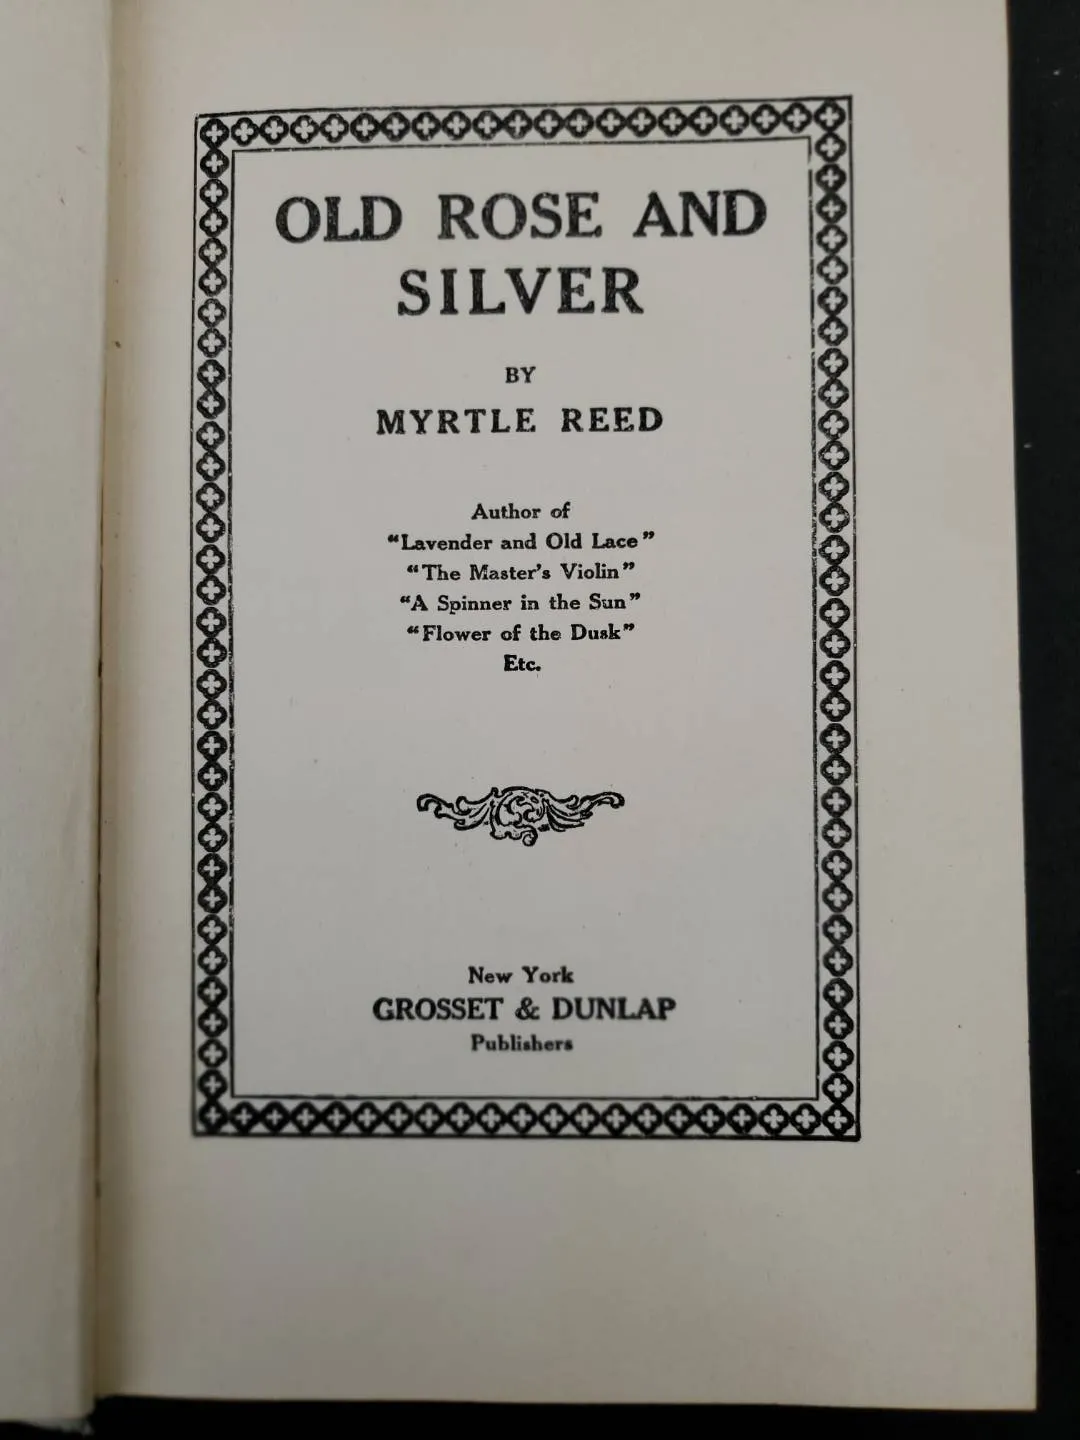 OLD ROSE AND
SILVER
BY
MYRTLE REED
Author of
“Lavender and Old Lace”
“The Master’s Violin”
“A Spinner in the Sun”
“Flower of the Dusk”
Etc.
New York
GROSSET & DUNLAP
Publishers